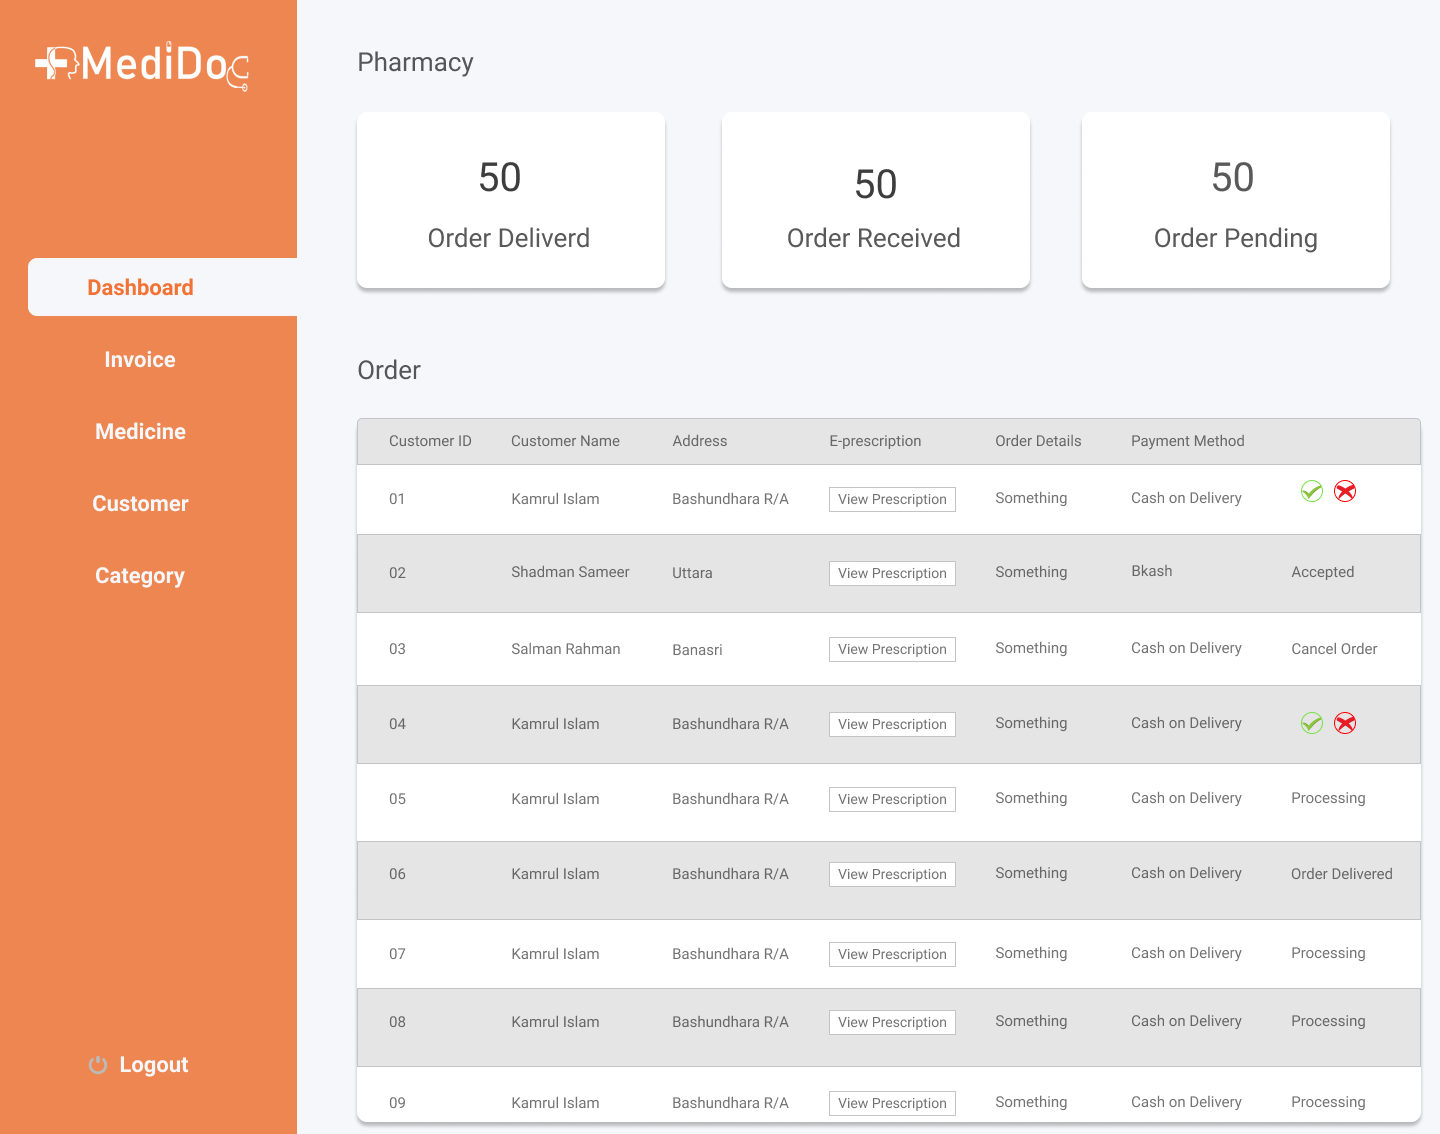 MediDoc
Dashboard
Invoice
Medicine
Customer
Category
Logout
Pharmacy
50
Order Deliverd
50
Order Received
50
Order Pending
Order
Customer ID Customer Name Address E-prescription Order Details Payment Method
01 Kamrul Islam Bashundhara R/A View Prescription Something Cash on Delivery
02 Shadman Sameer Uttara View Prescription Something Bkash Accepted
03 Salman Rahman Banasri View Prescription Something Cash on Delivery Cancel Order
04 Kamrul Islam Bashundhara R/A View Prescription Something Cash on Delivery
05 Kamrul Islam Bashundhara R/A View Prescription Something Cash on Delivery Processing
06 Kamrul Islam Bashundhara R/A View Prescription Something Cash on Delivery Order Delivered
07 Kamrul Islam Bashundhara R/A View Prescription Something Cash on Delivery Processing
08 Kamrul Islam Bashundhara R/A View Prescription Something Cash on Delivery Processing
09 Kamrul Islam Bashundhara R/A View Prescription Something Cash on Delivery Processing